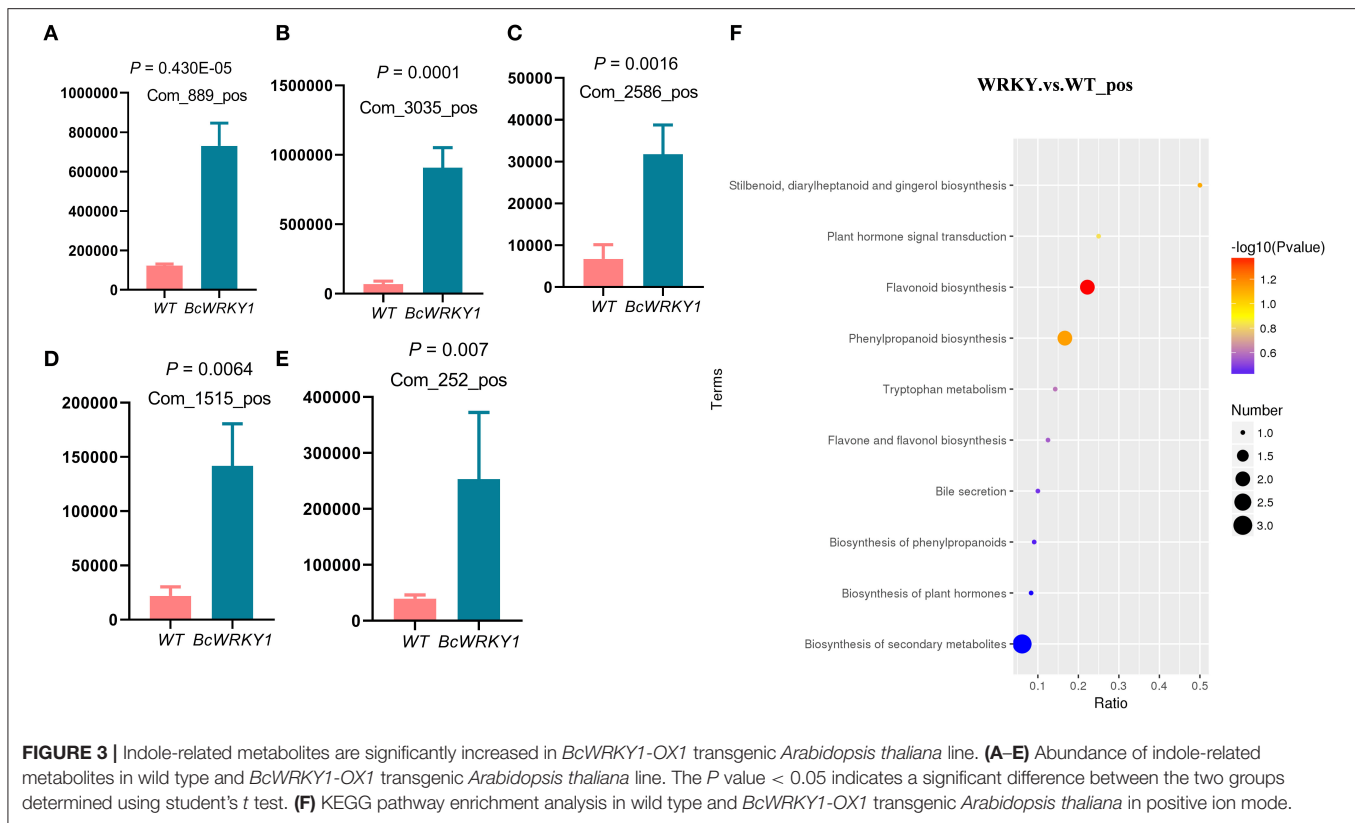 A
P = 0.430E-05
Com_889_pos
1000000
800000
600000
400000
200000
0
WT BcWRKY1
B
P = 0.0001
Com_3035_pos
1500000
1000000
500000
0
WT BcWRKY1
C
P = 0.0016
Com_2586_pos
50000
40000
30000
20000
10000
0
WT BcWRKY1
D
P = 0.0064
Com_1515_pos
200000
150000
100000
50000
0
WT BcWRKY1
E
P = 0.007
Com_252_pos
400000
300000
200000
100000
0
WT BcWRKY1
F
WRKY.vs.WT_pos
Terms
Stilbenoid, diarylheptanoid and gingerol biosynthesis
Plant hormone signal transduction
Flavonoid biosynthesis
Phenylpropanoid biosynthesis
Tryptophan metabolism
Flavone and flavonol biosynthesis
Bile secretion
Biosynthesis of phenylpropanoids
Biosynthesis of plant hormones
Biosynthesis of secondary metabolites
0.1 0.2 0.3 0.4 0.5
Ratio
-log10(Pvalue)
1.2
1.0
0.8
0.6
Number
1.0
1.5
2.0
2.5
3.0
FIGURE 3 | Indole-related metabolites are significantly increased in BcWRKY1-OX1 transgenic Arabidopsis thaliana line. (A–E) Abundance of indole-related
metabolites in wild type and BcWRKY1-OX1 transgenic Arabidopsis thaliana line. The P value < 0.05 indicates a significant difference between the two groups
determined using student's t test. (F) KEGG pathway enrichment analysis in wild type and BcWRKY1-OX1 transgenic Arabidopsis thaliana in positive ion mode.